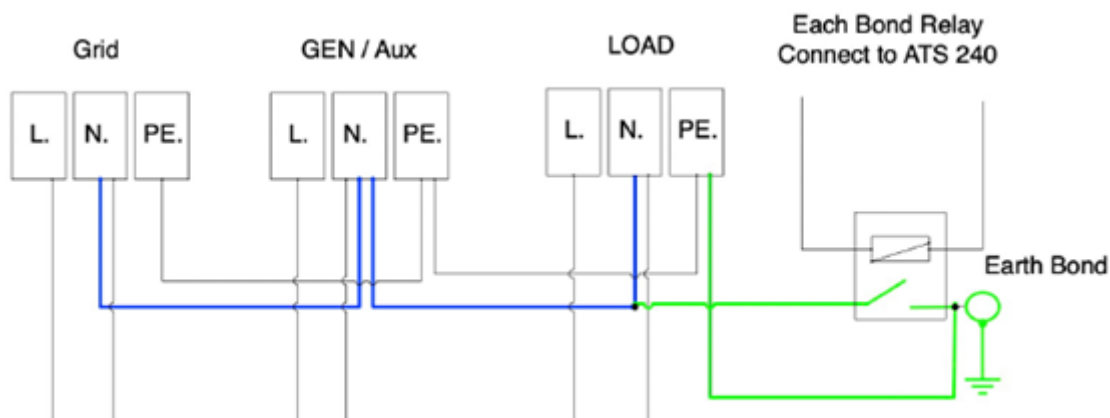 Grid
GEN / Aux
LOAD
Each Bond Relay
Connect to ATS 240
L. N. PE.
L. N. PE.
L. N. PE.
Earth Bond